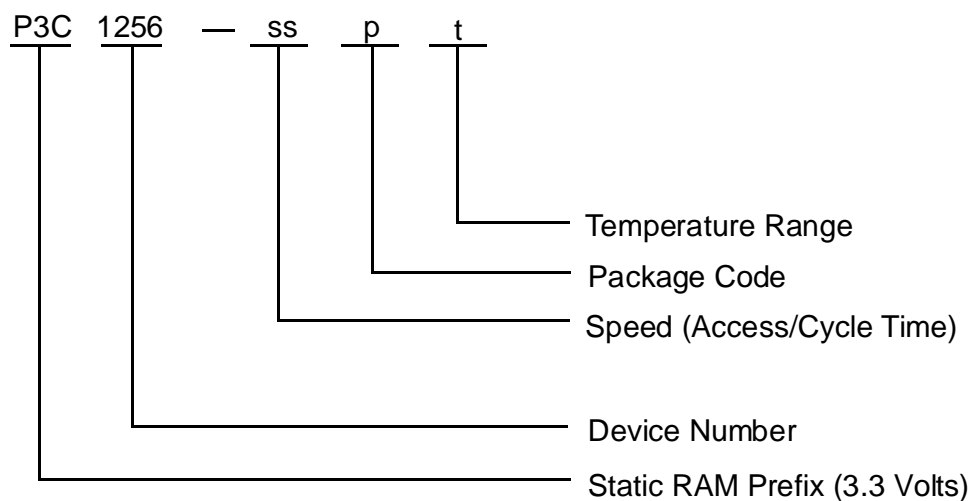 P3C 1256 — ss p t
Temperature Range
Package Code
Speed (Access/Cycle Time)
Device Number
Static RAM Prefix (3.3 Volts)